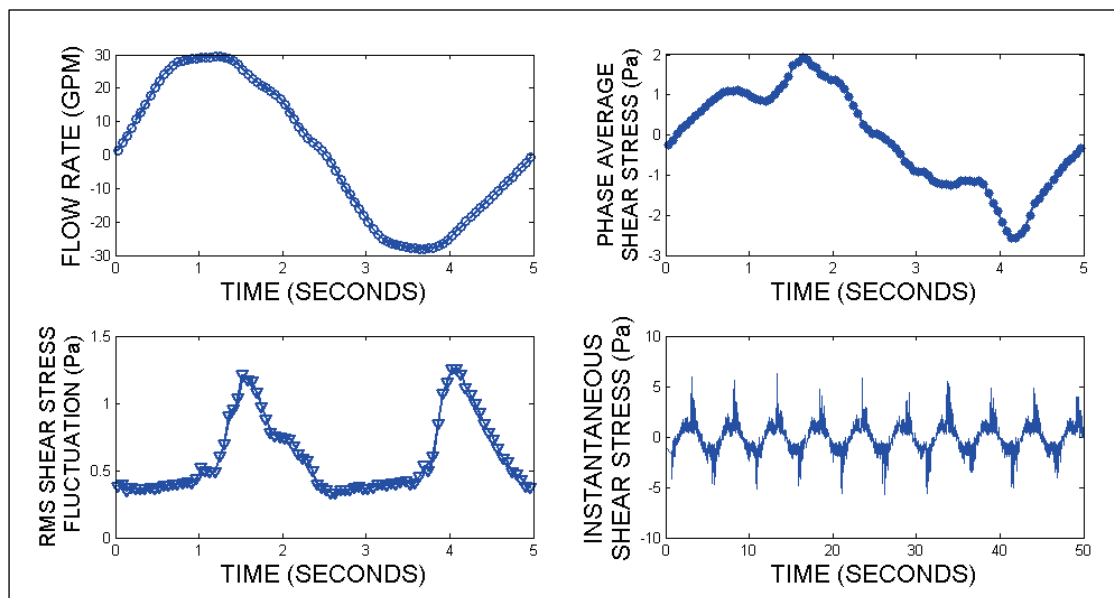 30
20
10
0
-10
-20
-30
FLOW RATE (GPM)
0 1 2 3 4 5
TIME (SECONDS)
2
1
0
-1
-2
-3
PHASE AVERAGE
SHEAR STRESS (Pa)
0 1 2 3 4 5
TIME (SECONDS)
1.5
1
0.5
0
RMS SHEAR STRESS
FLUCTUATION (Pa)
0 1 2 3 4 5
TIME (SECONDS)
10
5
0
-5
-10
INSTANTANEOUS
SHEAR STRESS (Pa)
0 10 20 30 40 50
TIME (SECONDS)